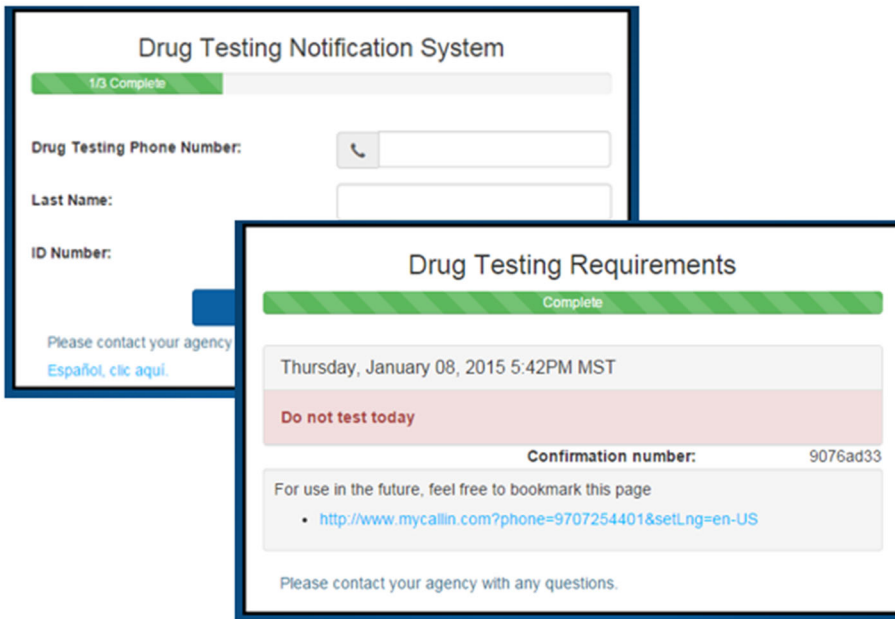 Drug Testing Notification System
1/3 Complete
Drug Testing Phone Number:
Last Name:
ID Number:
Please contact your agency
Español, clic aquí.
Drug Testing Requirements
Complete
Thursday, January 08, 2015 5:42PM MST
Do not test today
Confirmation number: 9076ad33
For use in the future, feel free to bookmark this page
• http://www.mycallin.com?phone=9707254401&setLng=en-US
Please contact your agency with any questions.